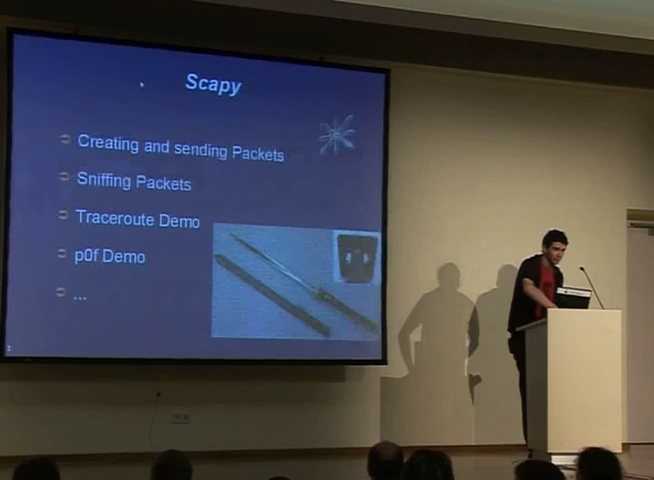 Scapy
Creating and sending Packets
Sniffing Packets
Traceroute Demo
p0f Demo
...